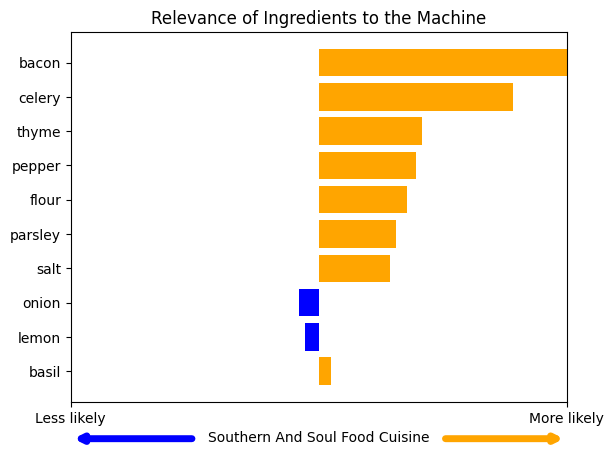 Relevance of Ingredients to the Machine
bacon
celery
thyme
pepper
flour
parsley
salt
onion
lemon
basil
Less likely More likely
Southern And Soul Food Cuisine